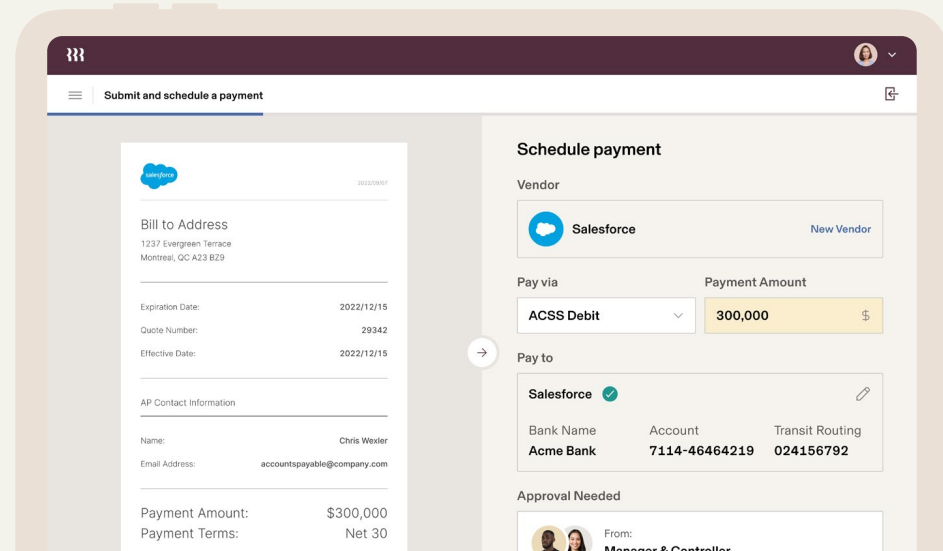 Submit and schedule a payment
salesforce
2022/09/07
Bill to Address
1237 Evergreen Terrace
Montreal, QC A23 BZ9
Expiration Date: 2022/12/15
Quote Number: 29342
Effective Date: 2022/12/15
AP Contact Information
Name: Chris Wexler
Email Address: accountspayable@company.com
Payment Amount: $300,000
Payment Terms: Net 30
Schedule payment
Vendor
Salesforce New Vendor
Pay via Payment Amount
ACSS Debit 300,000 $
Pay to
Salesforce
Bank Name Account Transit Routing
Acme Bank 7114-46464219 024156792
Approval Needed
From:
Manager & Controller